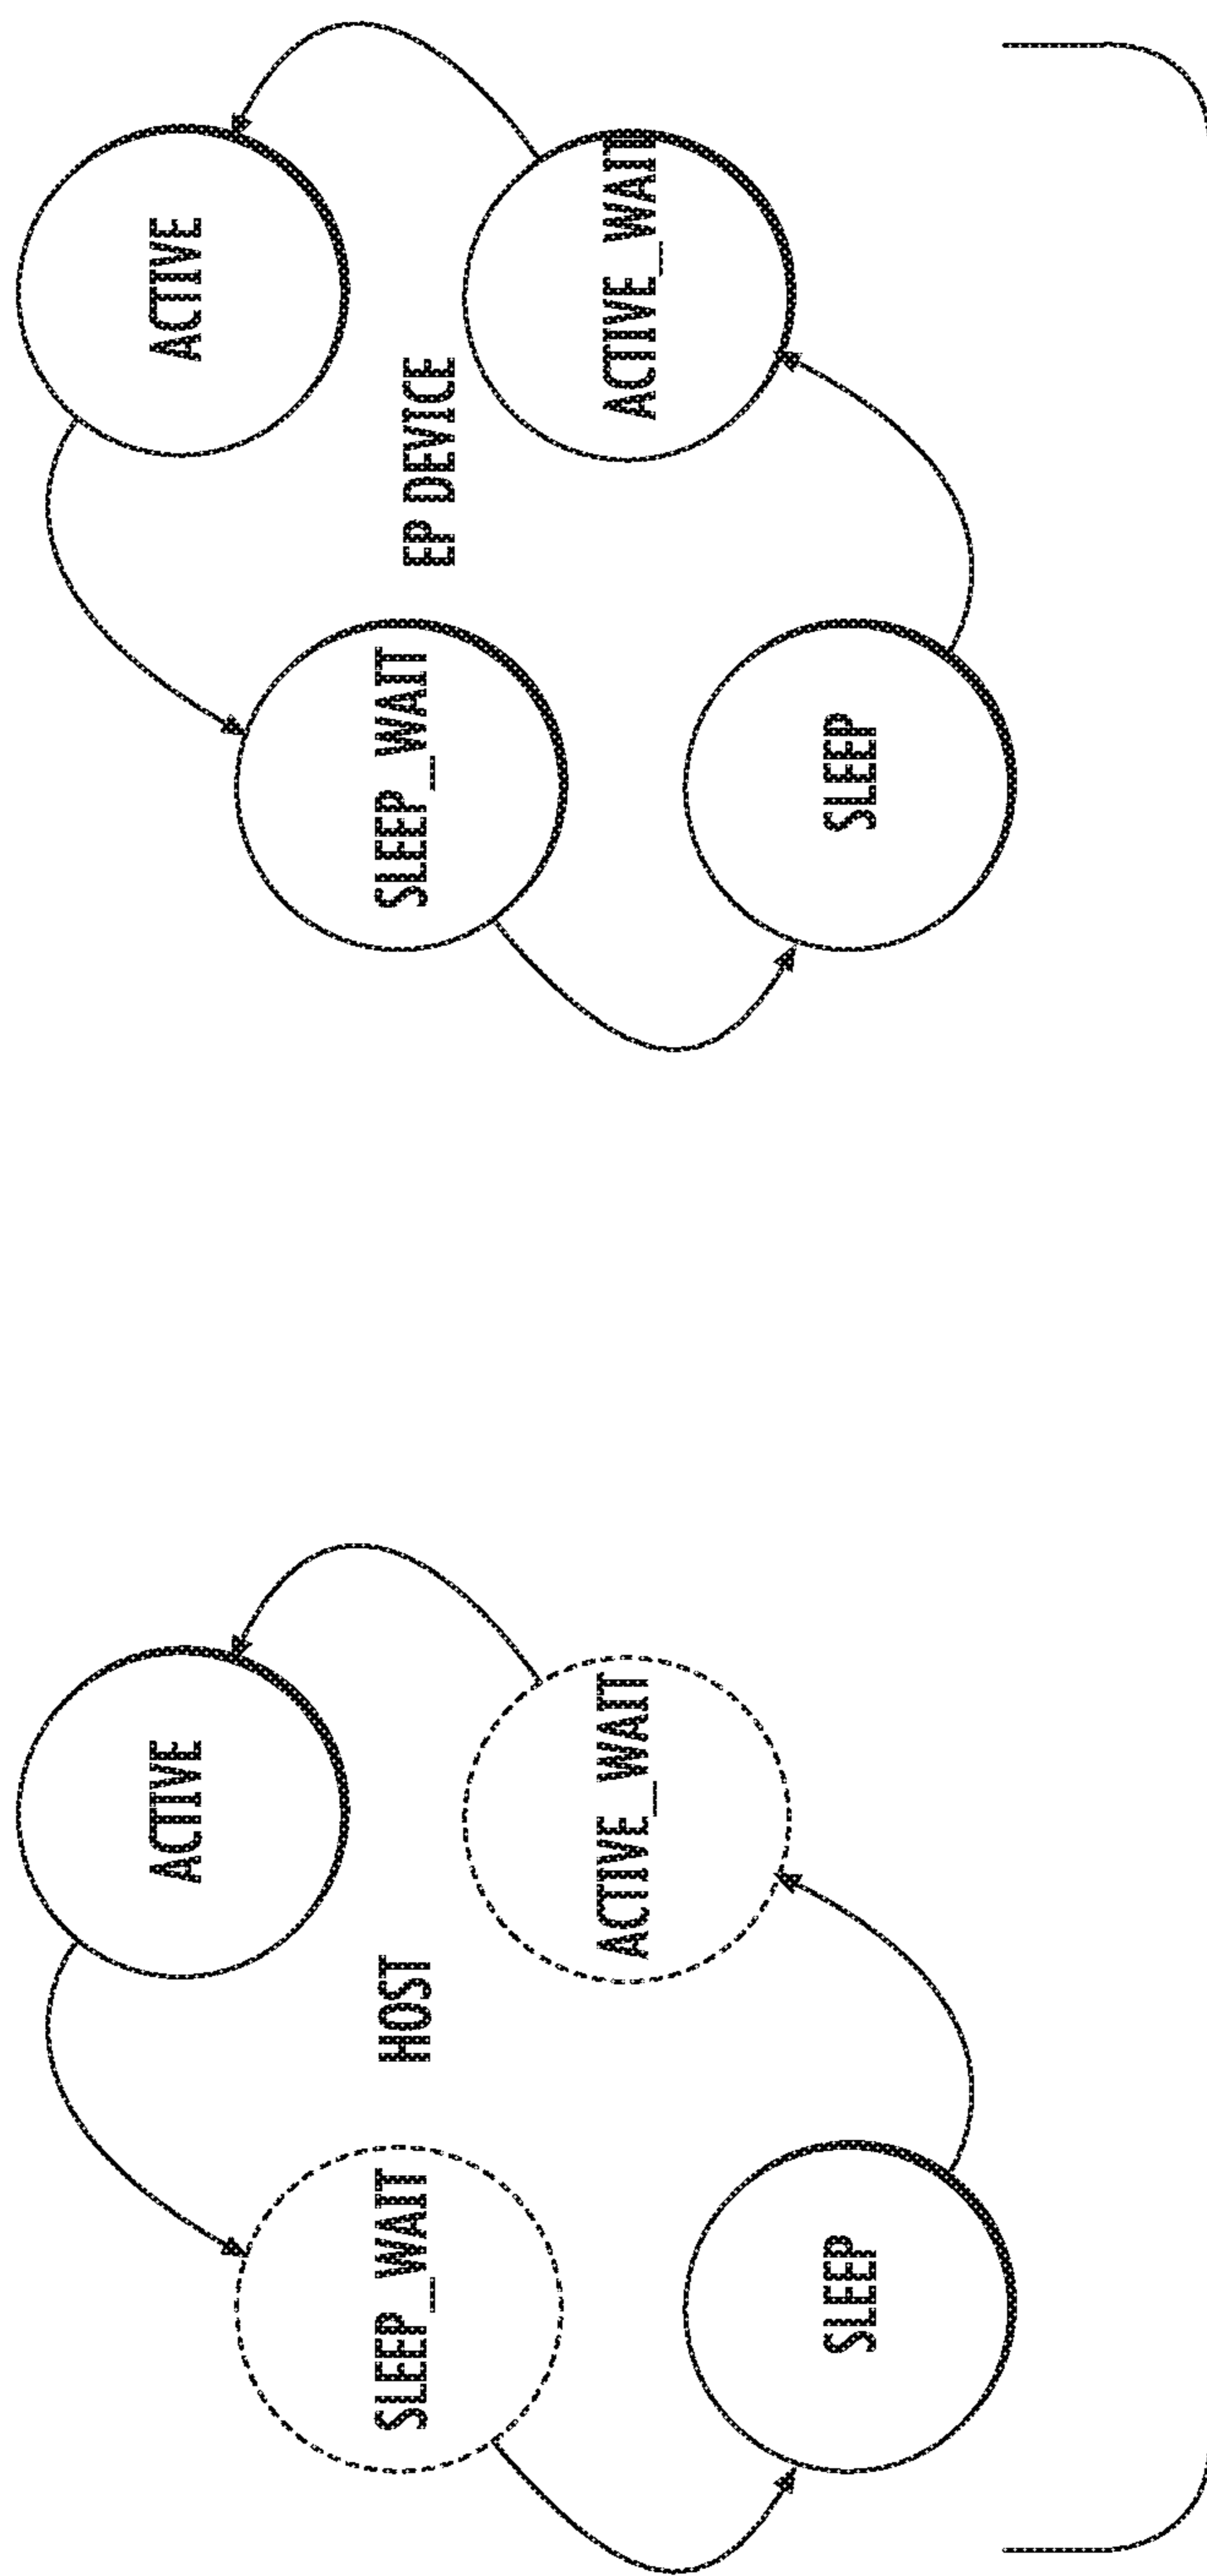 ACTIVE
SLEEP_WAIT
HOST
ACTIVE_WAIT
SLEEP
ACTIVE
SLEEP_WAIT
EP DEVICE
ACTIVE_WAIT
SLEEP